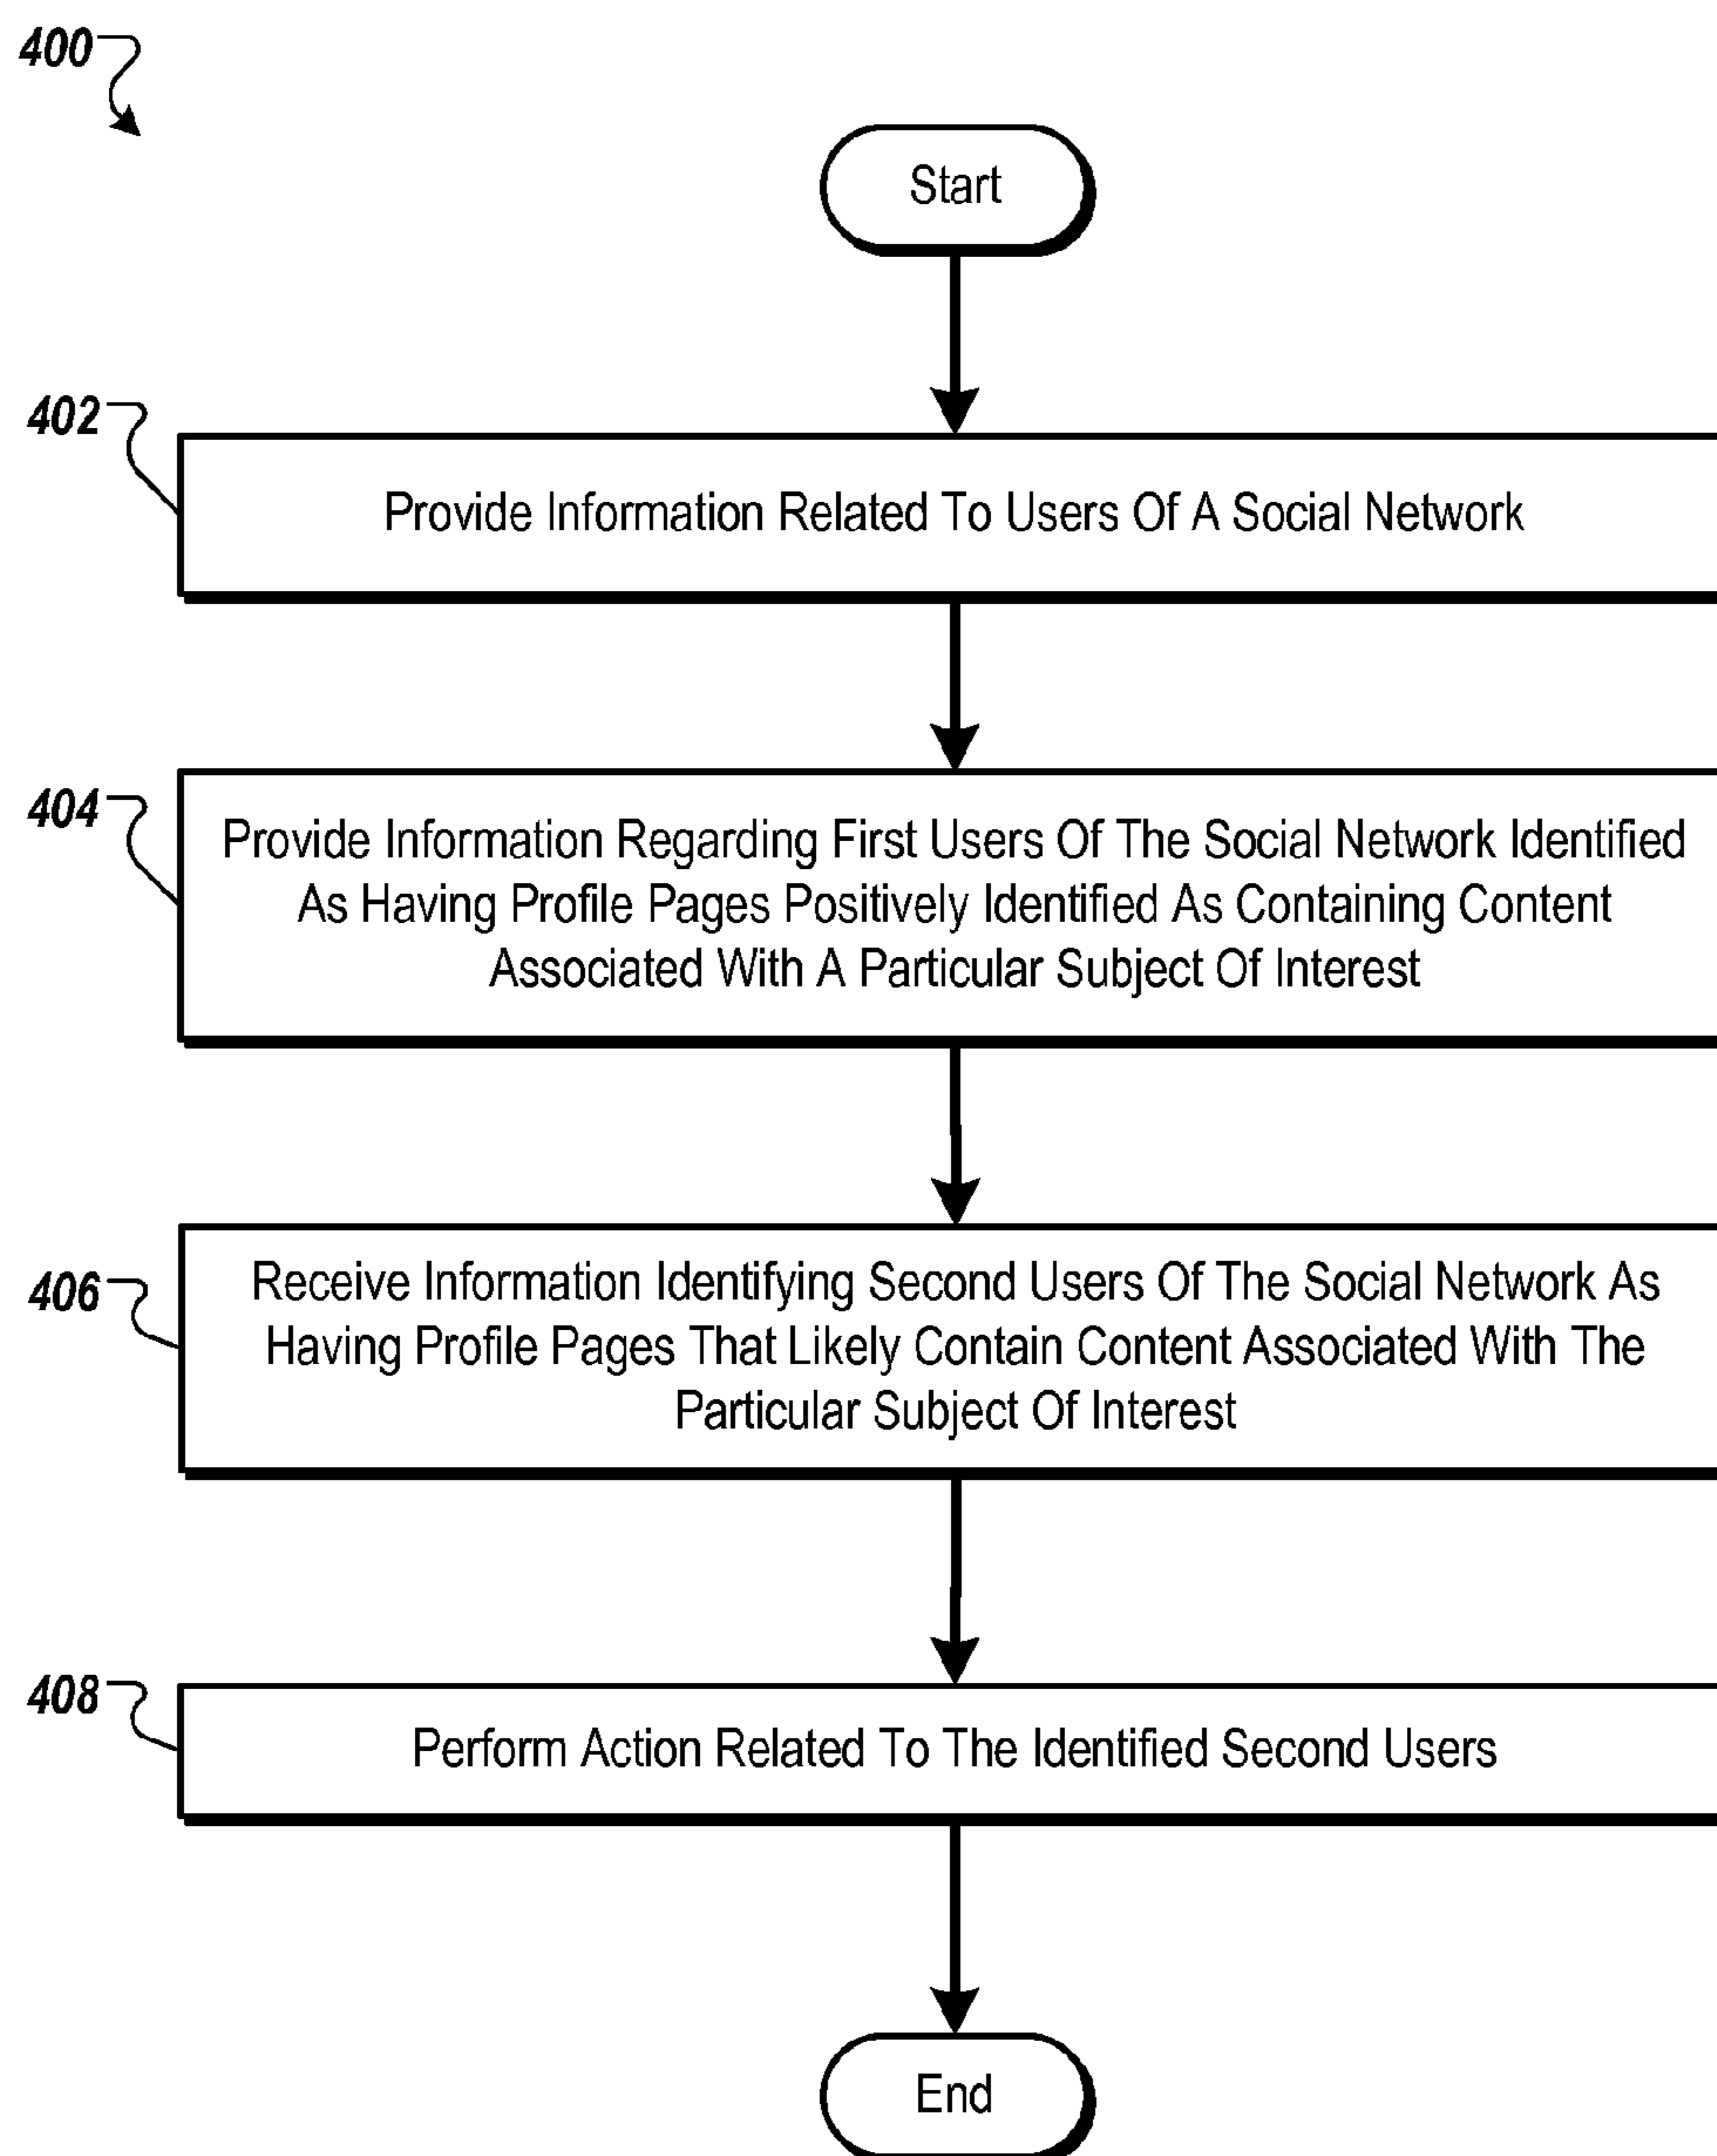 400
Start
402
Provide Information Related To Users Of A Social Network
404
Provide Information Regarding First Users Of The Social Network Identified
As Having Profile Pages Positively Identified As Containing Content
Associated With A Particular Subject Of Interest
406
Receive Information Identifying Second Users Of The Social Network As
Having Profile Pages That Likely Contain Content Associated With The
Particular Subject Of Interest
408
Perform Action Related To The Identified Second Users
End